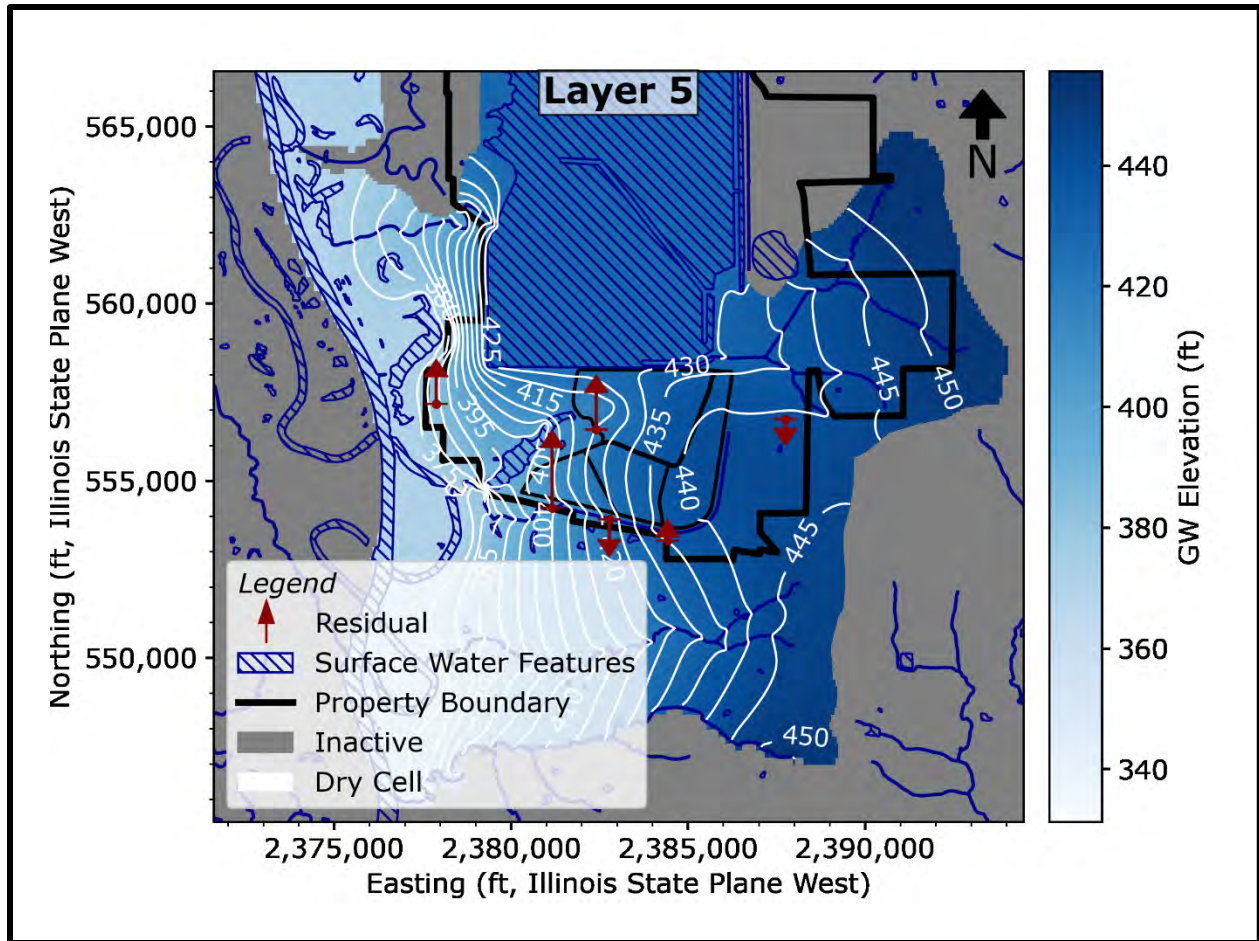 Layer 5
N
565,000
560,000
555,000
550,000
Northing (ft, Illinois State Plane West)
2,375,000
2,380,000
2,385,000
2,390,000
Easting (ft, Illinois State Plane West)
440
420
400
380
360
340
GW Elevation (ft)
425
430
415
395
435
445
450
440
400
445
450
Legend
Residual
Surface Water Features
Property Boundary
Inactive
Dry Cell